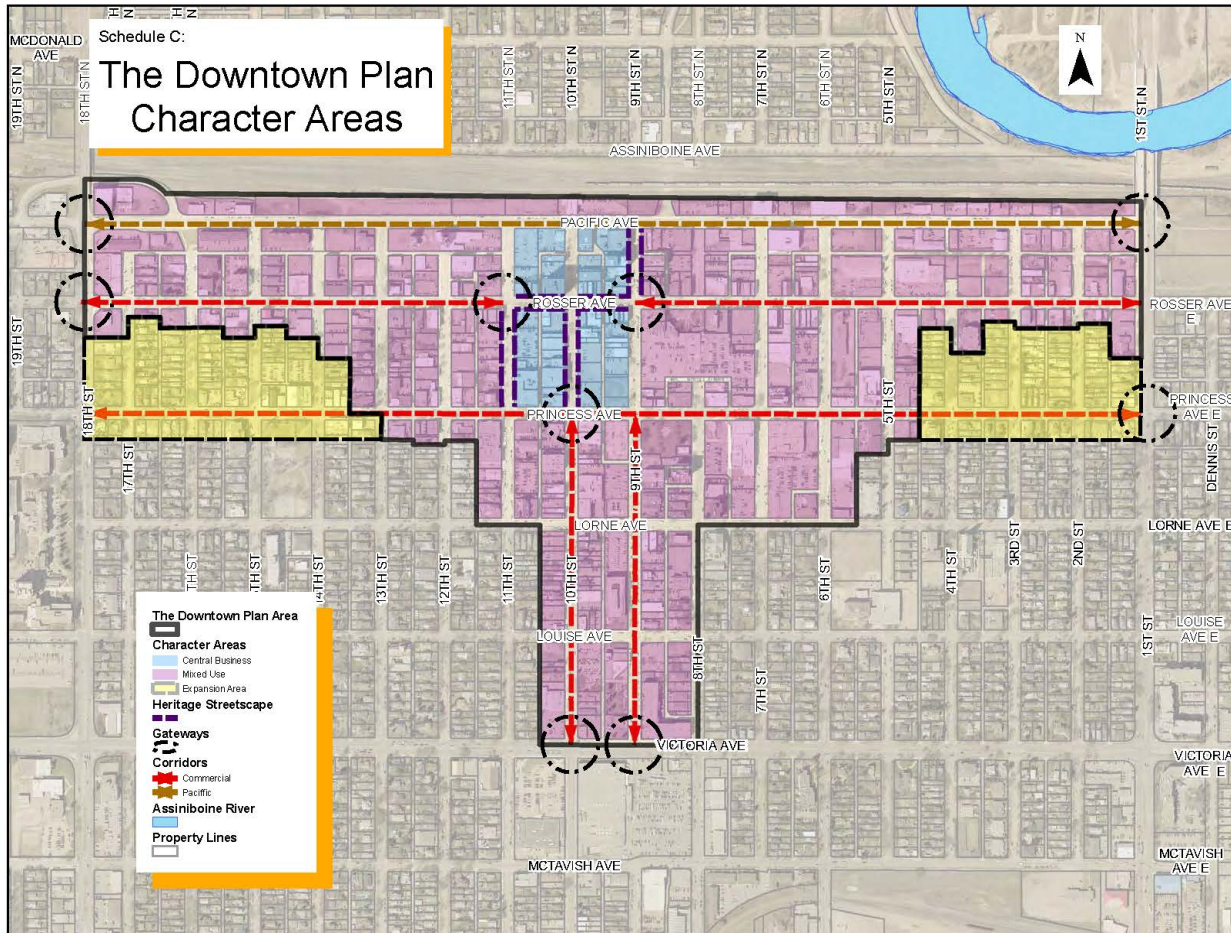 Schedule C:
The Downtown Plan
Character Areas
MCDONALD
AVE
19TH ST N
18TH ST N
11TH ST N
10TH ST N
9TH ST N
8TH ST N
7TH ST N
6TH ST N
5TH ST N
1ST ST N
N
ASSINIBOINE AVE
PACIFIC AVE
ROSSER AVE
ROSSER AVE
E
19TH ST
18TH ST
PRINCESS AVE
5TH ST
PRINCESS
AVE E
DENNIS ST
17TH ST
9TH ST
LORNE AVE
LORNE AVE E
14TH ST
13TH ST
12TH ST
11TH ST
10TH ST
6TH ST
4TH ST
3RD ST
2ND ST
1ST ST
LOUISE AVE
8TH ST
7TH ST
LOUISE
AVE E
VICTORIA AVE
VICTORIA
AVE E
MCTAVISH AVE
MCTAVISH
AVE E
The Downtown Plan Area
Character Areas
Central Business
Mixed Use
Expansion Area
Heritage Streetscape
Gateways
Corridors
Commercial
Paciffic
Assiniboine River
Property Lines